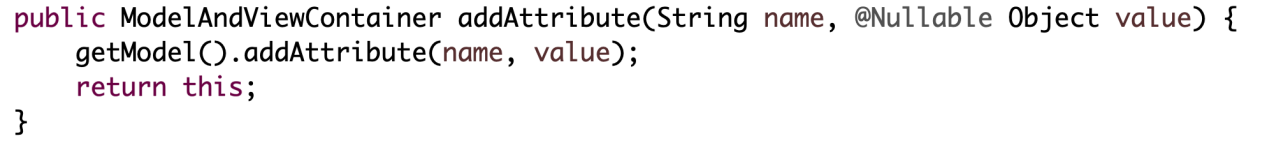 public ModelAndViewContainer addAttribute(String name, @Nullable Object value) {
    getModel().addAttribute(name, value);
    return this;
}